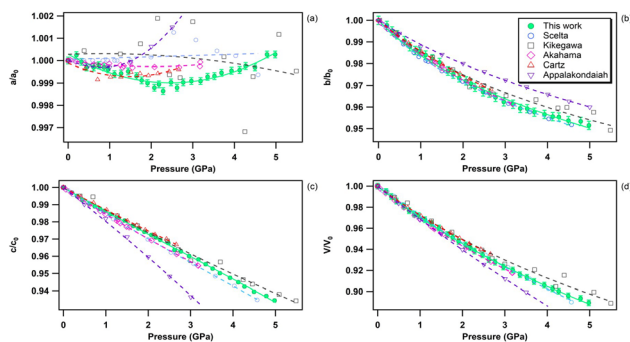 (a)
a/a0
1.002
1.001
1.000
0.999
0.998
0.997
0 1 2 3 4 5
Pressure (GPa)
(b)
b/b0
1.00
0.99
0.98
0.97
0.96
0.95
0.94
0 1 2 3 4 5
Pressure (GPa)
This work
Scelta
Kikegawa
Akahama
Cartz
Appalakondaiah
(c)
c/c0
1.00
0.99
0.98
0.97
0.96
0.95
0.94
0 1 2 3 4 5
Pressure (GPa)
(d)
V/V0
1.00
0.98
0.96
0.94
0.92
0.90
0 1 2 3 4 5
Pressure (GPa)